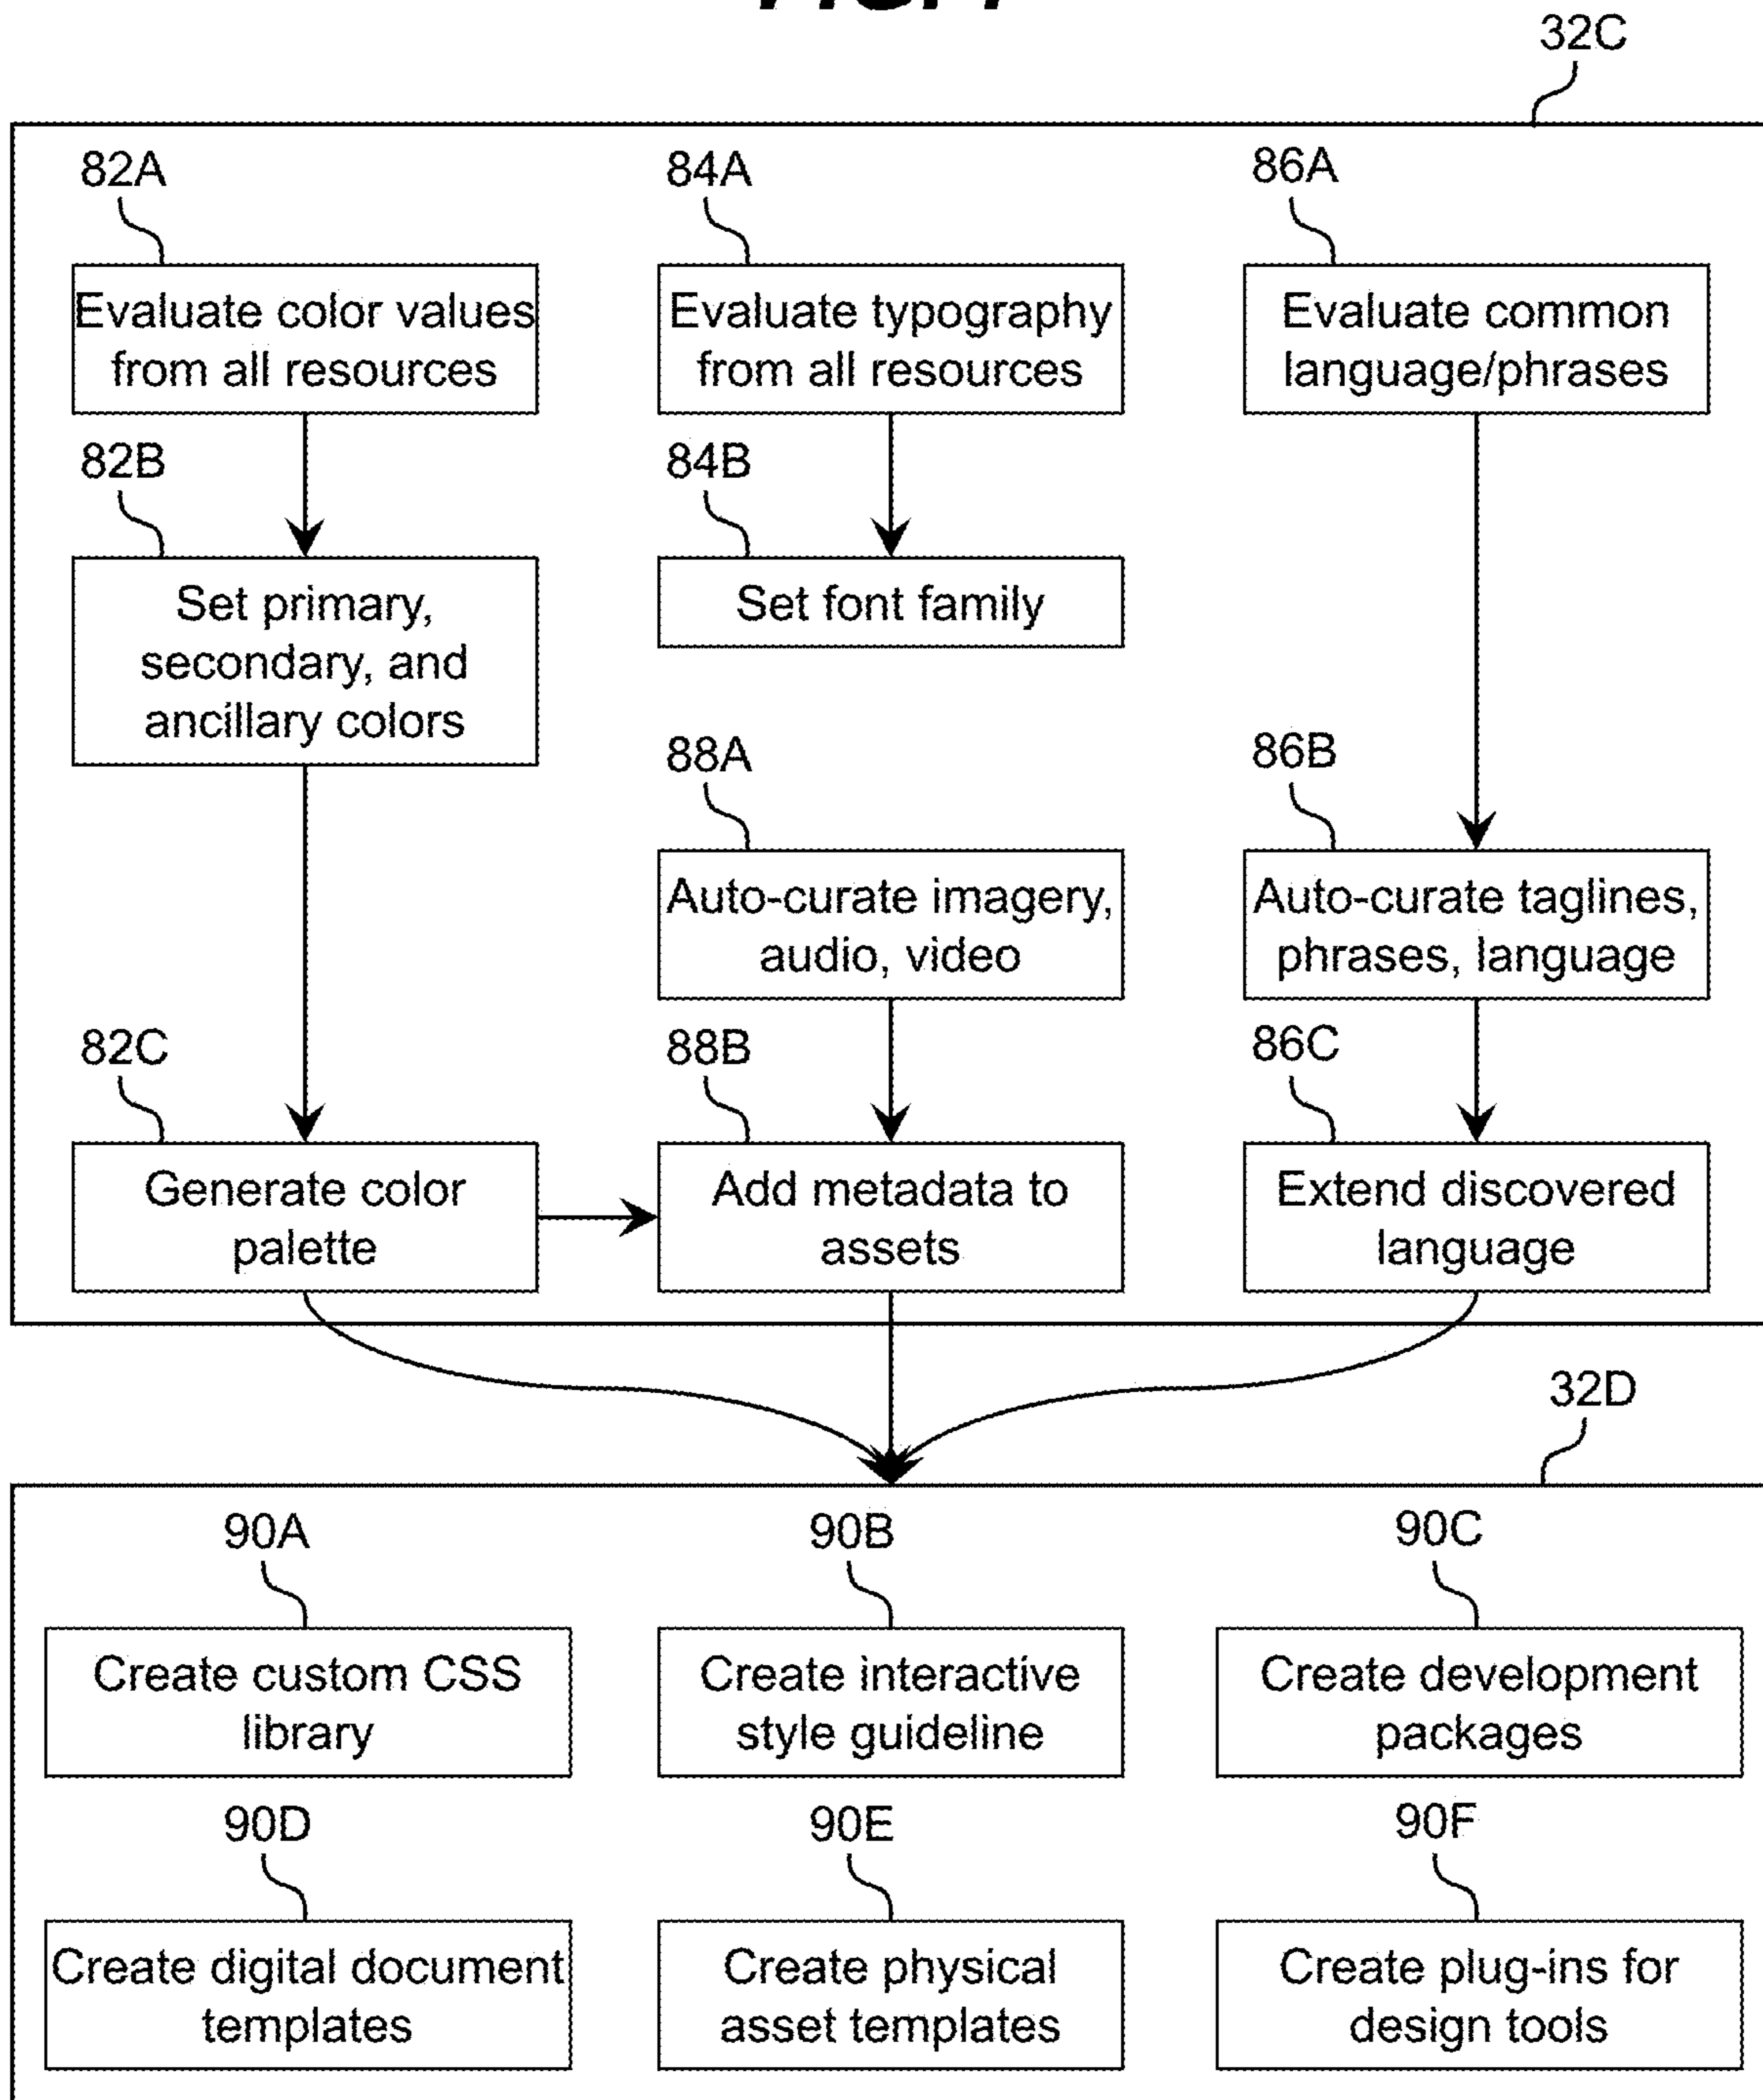 32C
82A
84A
86A
Evaluate color values
from all resources
Evaluate typography
from all resources
Evaluate common
language/phrases
82B
84B
Set primary,
secondary, and
ancillary colors
Set font family
88A
86B
Auto-curate imagery,
audio, video
Auto-curate taglines,
phrases, language
82C
88B
86C
Generate color
palette
Add metadata to
assets
Extend discovered
language
32D
90A
90B
90C
Create custom CSS
library
Create interactive
style guideline
Create development
packages
90D
90E
90F
Create digital document
templates
Create physical
asset templates
Create plug-ins for
design tools